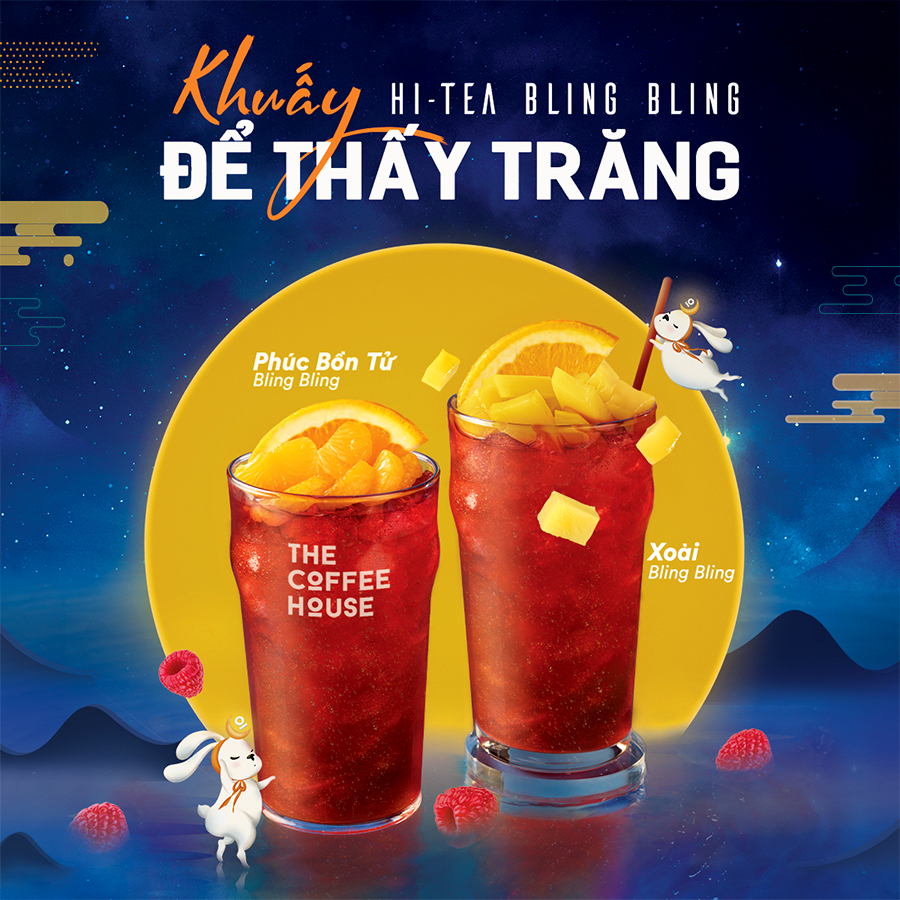 Khuấy HI-TEA BLING BLING
ĐỂ THẤY TRĂNG
Phúc Bồn Tử
Bling Bling
THE
COFFEE
HOUSE
Xoài
Bling Bling